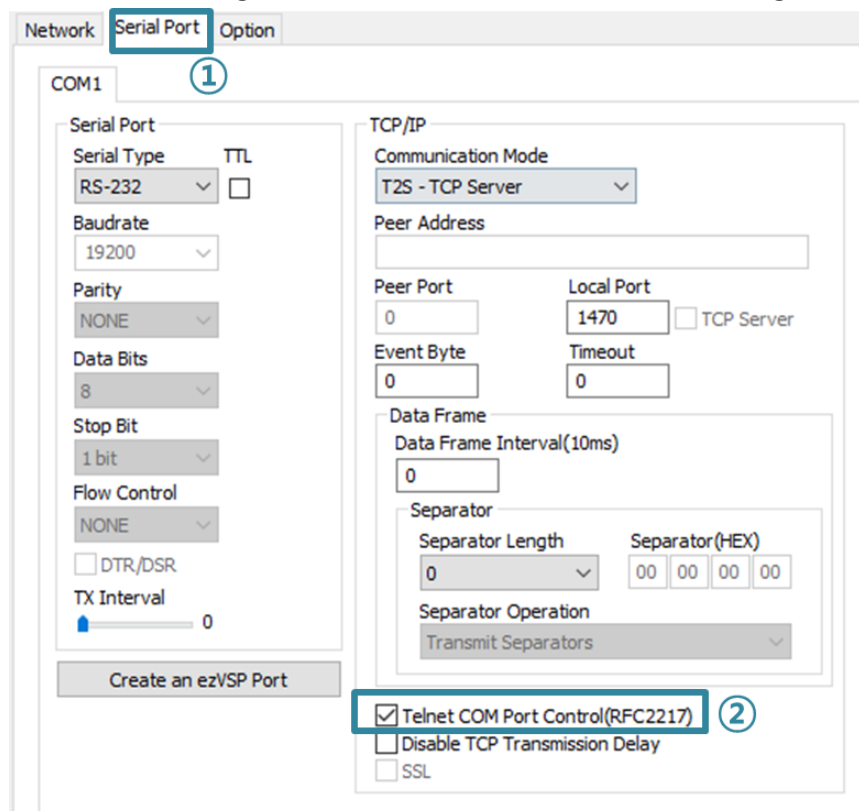 Network Serial Port Option
①
COM1
Serial Port
Serial Type TTL
RS-232
Baudrate
19200
Parity
NONE
Data Bits
8
Stop Bit
1 bit
Flow Control
NONE
DTR/DSR
TX Interval
0
Create an ezVSP Port
TCP/IP
Communication Mode
T2S - TCP Server
Peer Address
Peer Port Local Port
0 1470 TCP Server
Event Byte Timeout
0 0
Data Frame
Data Frame Interval(10ms)
0
Separator
Separator Length Separator(HEX)
0 00 00 00 00
Separator Operation
Transmit Separators
Telnet COM Port Control(RFC2217) ②
Disable TCP Transmission Delay
SSL